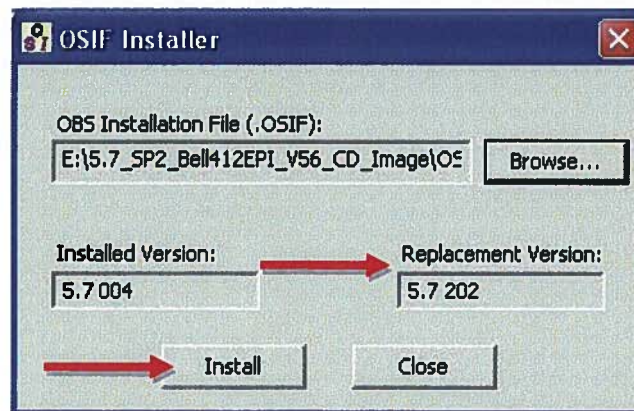 OSIF Installer
OBS Installation File (.OSIF):
E:\5.7_SP2_Bell412EPI_V56_CD_Image\OS
Browse...
Installed Version:
Replacement Version:
5.7 004
5.7 202
Install
Close